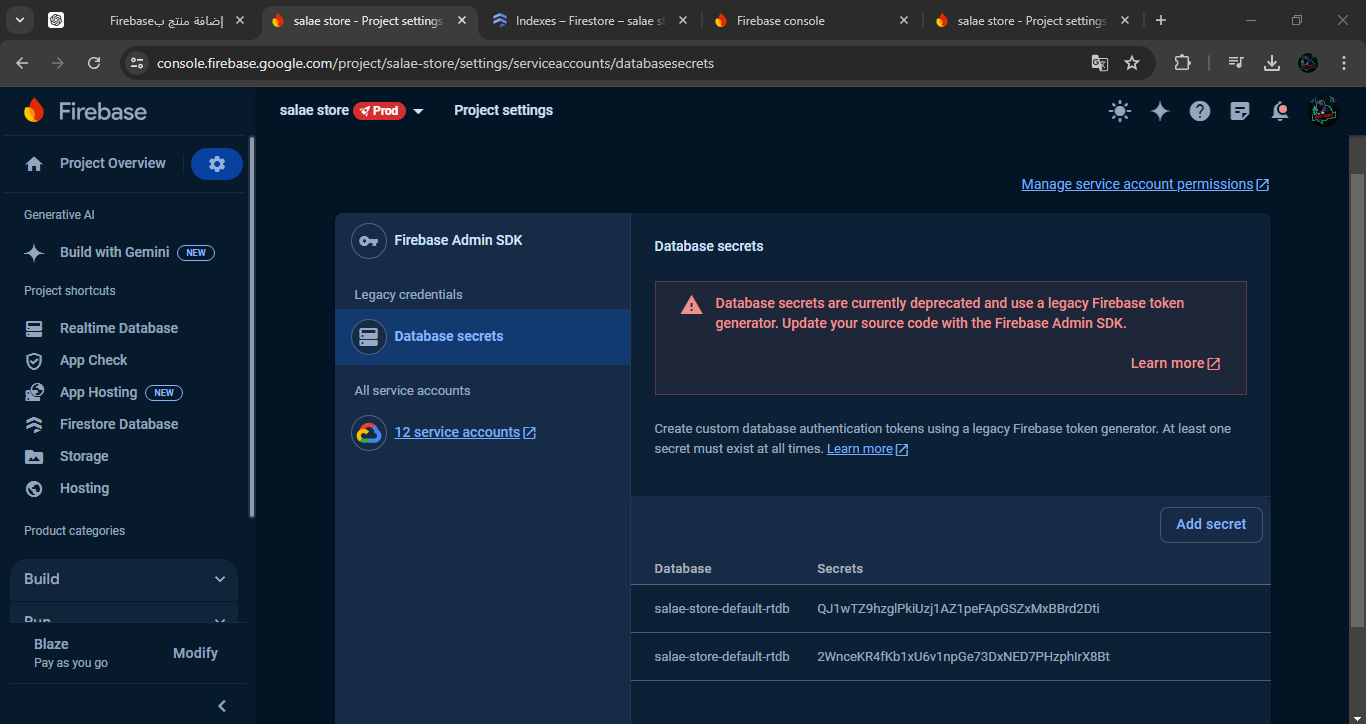 إضافة منتج بـFirebase
salae store - Project settings
Indexes – Firestore – salae st
Firebase console
salae store - Project settings
console.firebase.google.com/project/salae-store/settings/serviceaccounts/databasesecrets
Firebase
salae store Prod
Project settings
Project Overview
Generative AI
Build with Gemini NEW
Project shortcuts
Realtime Database
App Check
App Hosting NEW
Firestore Database
Storage
Hosting
Product categories
Build
Run
Blaze
Pay as you go
Modify
Manage service account permissions
Firebase Admin SDK
Legacy credentials
Database secrets
All service accounts
12 service accounts
Database secrets
Database secrets are currently deprecated and use a legacy Firebase token
generator. Update your source code with the Firebase Admin SDK.
Learn more
Create custom database authentication tokens using a legacy Firebase token generator. At least one
secret must exist at all times. Learn more
Add secret
Database Secrets
salae-store-default-rtdb QJ1wTZ9hzglPkiUzj1AZ1peFApGSZxMxBBrd2Dti
salae-store-default-rtdb 2WnceKR4fKb1xU6v1npGe73DxNED7PHzphIrX8Bt